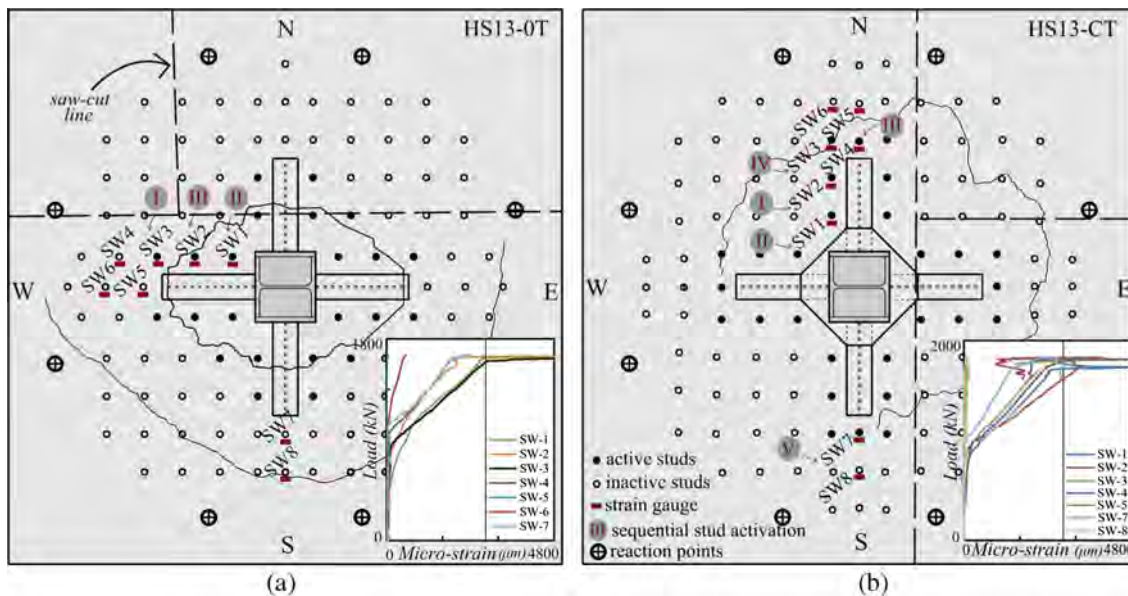 N
HS13-0T
saw-cut
line
I
III
II
SW4
SW3
SW2
SW1
SW6
SW5
W
E
1800
Load (kN)
SW-1
SW-2
SW-3
SW-4
SW-5
SW-6
SW-7
0
0
Micro-strain (μm) 4800
SW8
S
(a)
N
HS13-CT
SW6
SW5
III
IV
SW3
SW4
I
SW2
II
SW1
W
E
2000
Load (kN)
SW-1
SW-2
SW-3
SW-4
SW-5
SW-7
SW-8
0
0
Micro-strain (μm) 4800
V
SW7
SW8
active studs
inactive studs
strain gauge
sequential stud activation
reaction points
S
(b)